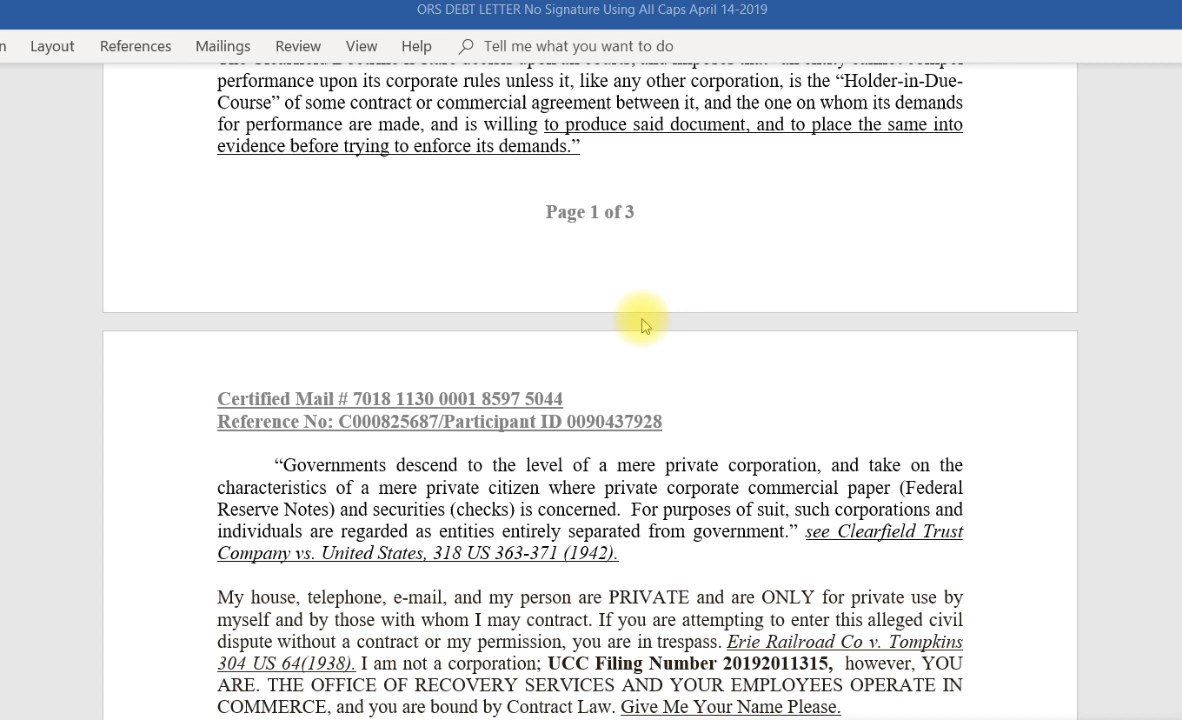 ORS DEBT LETTER No Signature Using All Caps April 14-2019
n Layout References Mailings Review View Help Tell me what you want to do
performance upon its corporate rules unless it, like any other corporation, is the “Holder-in-Due-
Course” of some contract or commercial agreement between it, and the one on whom its demands
for performance are made, and is willing to produce said document, and to place the same into
evidence before trying to enforce its demands.”
Page 1 of 3
Certified Mail # 7018 1130 0001 8597 5044
Reference No: C000825687/Participant ID 0090437928
“Governments descend to the level of a mere private corporation, and take on the
characteristics of a mere private citizen where private corporate commercial paper (Federal
Reserve Notes) and securities (checks) is concerned. For purposes of suit, such corporations and
individuals are regarded as entities entirely separated from government.” see Clearfield Trust
Company vs. United States, 318 US 363-371 (1942).
My house, telephone, e-mail, and my person are PRIVATE and are ONLY for private use by
myself and by those with whom I may contract. If you are attempting to enter this alleged civil
dispute without a contract or my permission, you are in trespass. Erie Railroad Co v. Tompkins
304 US 64(1938). I am not a corporation; UCC Filing Number 20192011315, however, YOU
ARE. THE OFFICE OF RECOVERY SERVICES AND YOUR EMPLOYEES OPERATE IN
COMMERCE, and you are bound by Contract Law. Give Me Your Name Please.